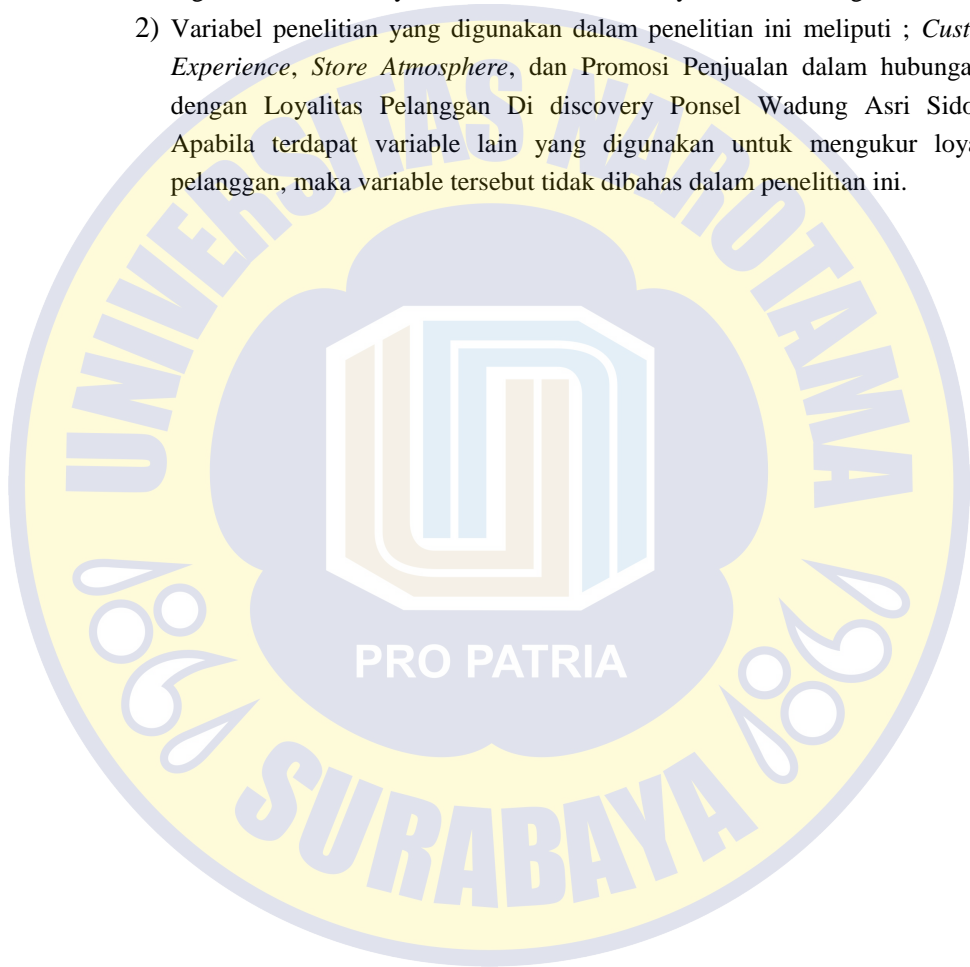 2) Variabel penelitian yang digunakan dalam penelitian ini meliputi ; Cust
Experience, Store Atmosphere, dan Promosi Penjualan dalam hubunga
dengan Loyalitas Pelanggan Di discovery Ponsel Wadung Asri Sido
Apabila terdapat variable lain yang digunakan untuk mengukur loya
pelanggan, maka variable tersebut tidak dibahas dalam penelitian ini.
UNIVERSITAS NAROTAMA
PRO PATRIA
SURABAYA